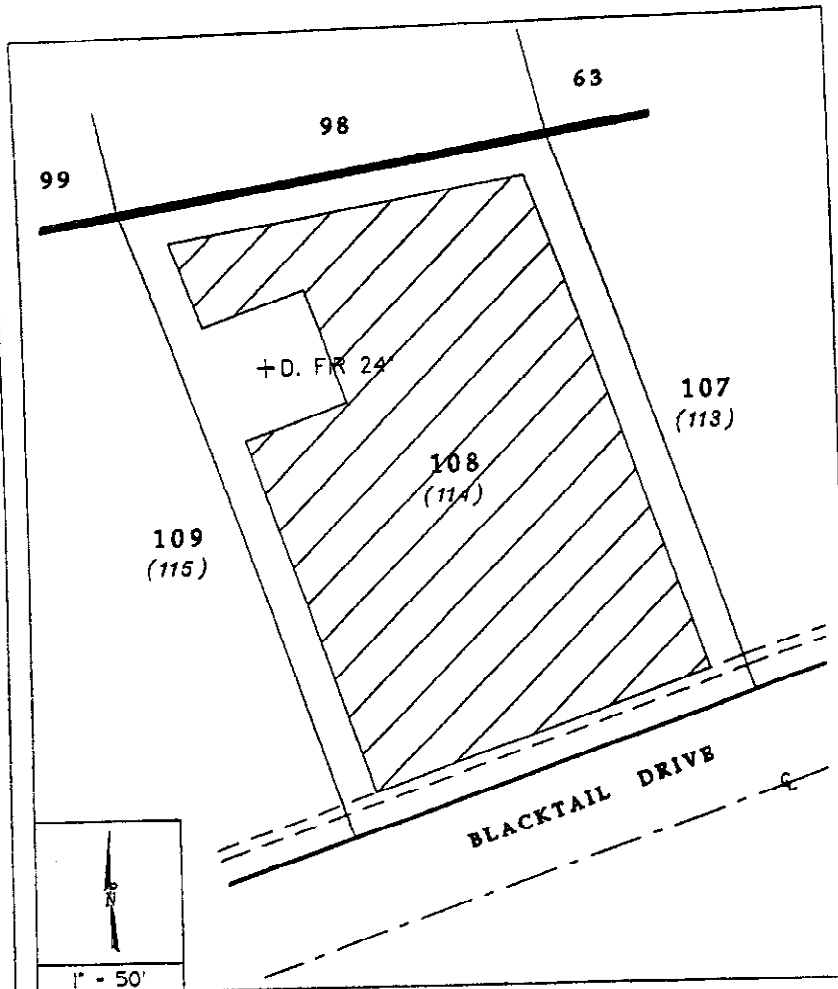 63
98
99
+D. FIR 24"
107
(113)
108
(114)
109
(115)
BLACKTAIL DRIVE
℄
N
1" - 50'